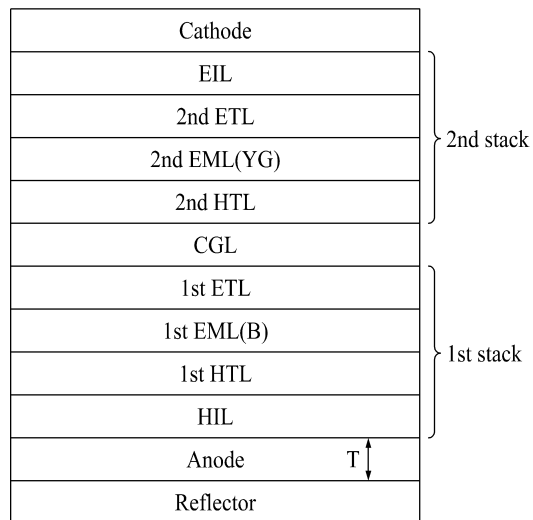 Cathode
EIL
2nd ETL
2nd EML(YG)
2nd HTL
2nd stack
CGL
1st ETL
1st EML(B)
1st HTL
HIL
1st stack
Anode
T
Reflector